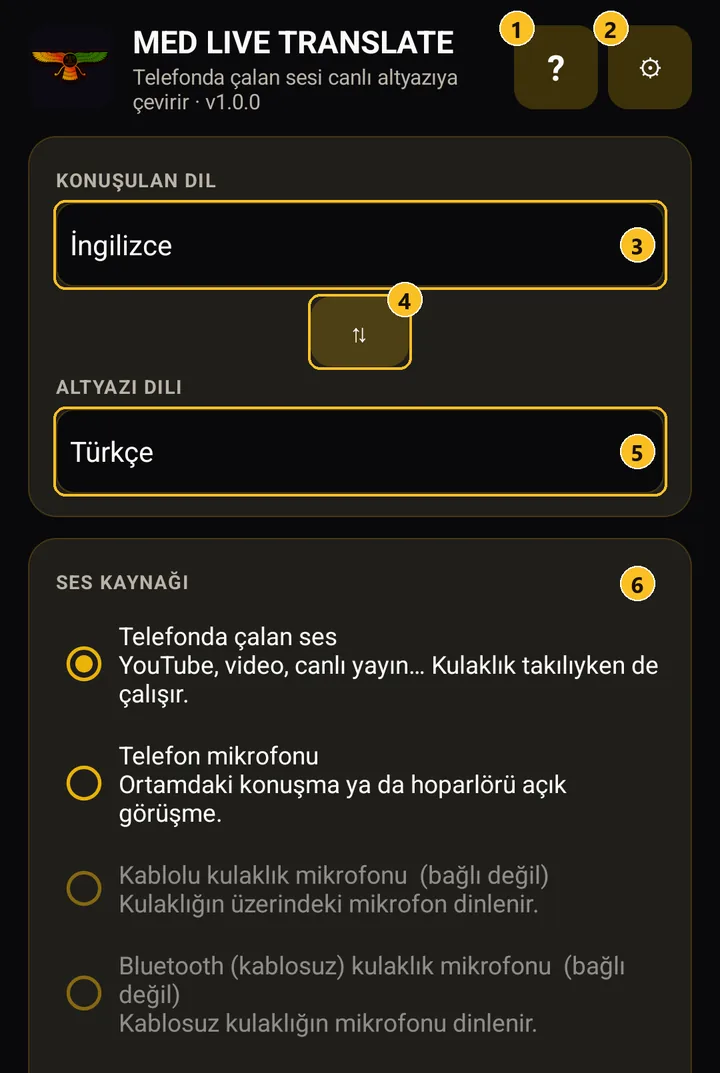 MED LIVE TRANSLATE
Telefonda çalan sesi canlı altyazıya
çevirir · v1.0.0
1
?
2
KONUŞULAN DIL
İngilizce
3
4
ALTYAZI DILI
Türkçe
5
SES KAYNAĞI
6
Telefonda çalan ses
YouTube, video, canlı yayın… Kulaklık takılıyken de
çalışır.
Telefon mikrofonu
Ortamdaki konuşma ya da hoparlörü açık
görüşme.
Kablolu kulaklık mikrofonu (bağlı değil)
Kulaklığın üzerindeki mikrofon dinlenir.
Bluetooth (kablosuz) kulaklık mikrofonu (bağlı
değil)
Kablosuz kulaklığın mikrofonu dinlenir.